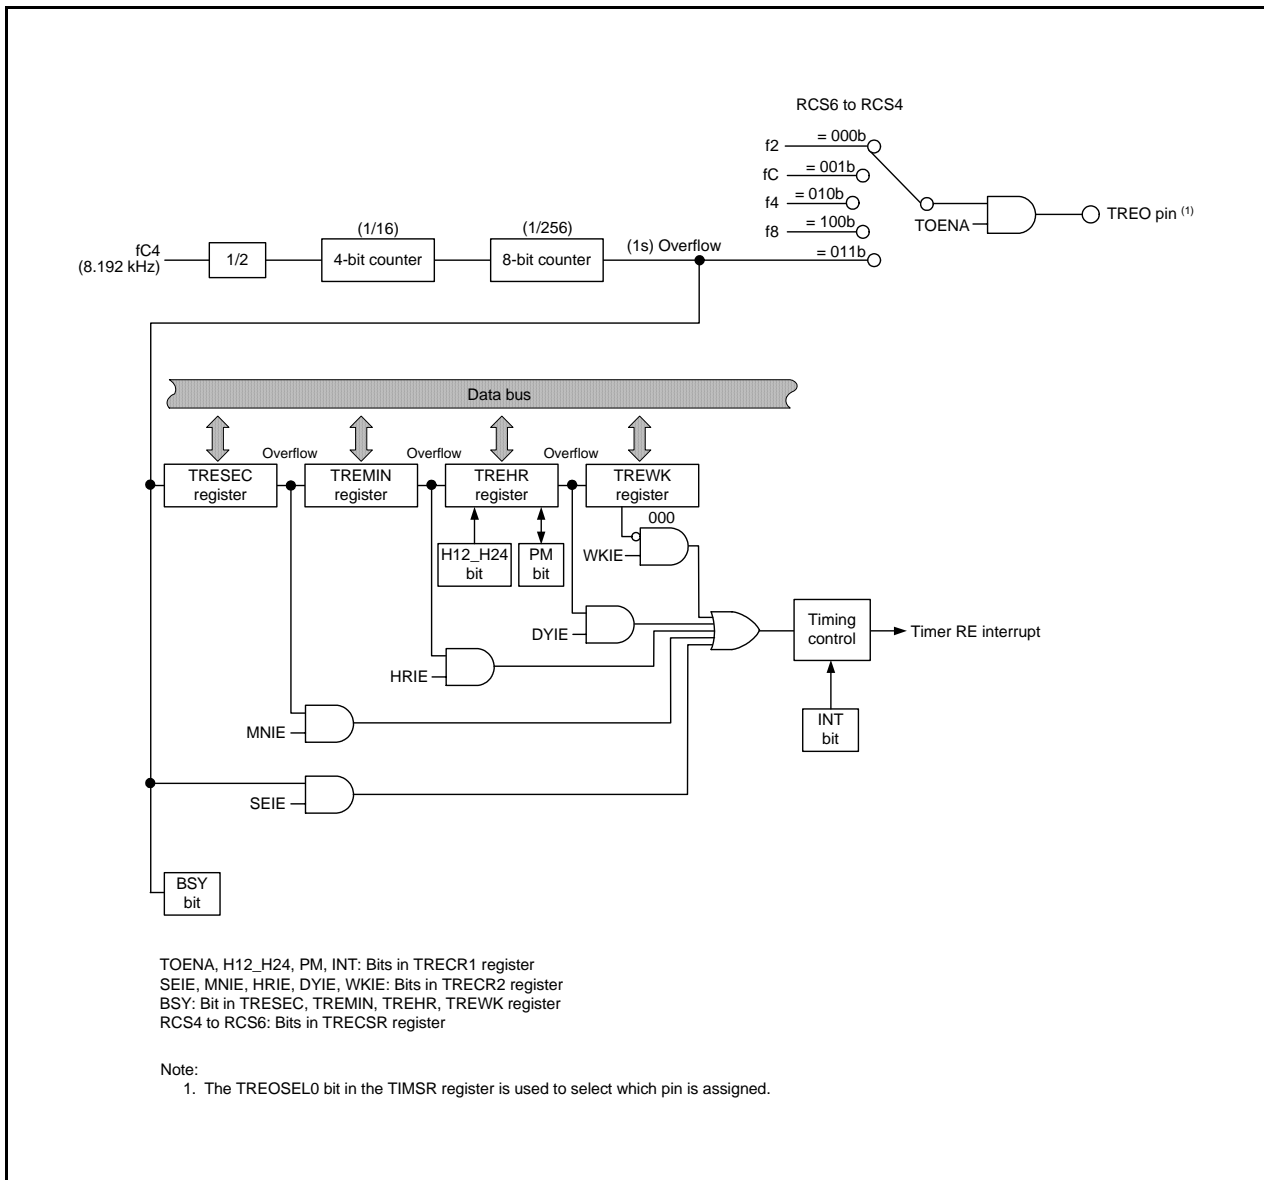 RCS6 to RCS4
f2
= 000b
fC
= 001b
f4
= 010b
f8
= 100b
= 011b
TOENA
TREO pin (1)
fC4
(8.192 kHz)
1/2
(1/16)
4-bit counter
(1/256)
8-bit counter
(1s) Overflow
Data bus
Overflow
Overflow
Overflow
TRESEC
register
TREMIN
register
TREHR
register
TREWK
register
000
H12_H24
bit
PM
bit
WKIE
DYIE
HRIE
MNIE
SEIE
Timing
control
Timer RE interrupt
INT
bit
BSY
bit
TOENA, H12_H24, PM, INT: Bits in TRECR1 register
SEIE, MNIE, HRIE, DYIE, WKIE: Bits in TRECR2 register
BSY: Bit in TRESEC, TREMIN, TREHR, TREWK register
RCS4 to RCS6: Bits in TRECSR register
Note:
1. The TREOSEL0 bit in the TIMSR register is used to select which pin is assigned.